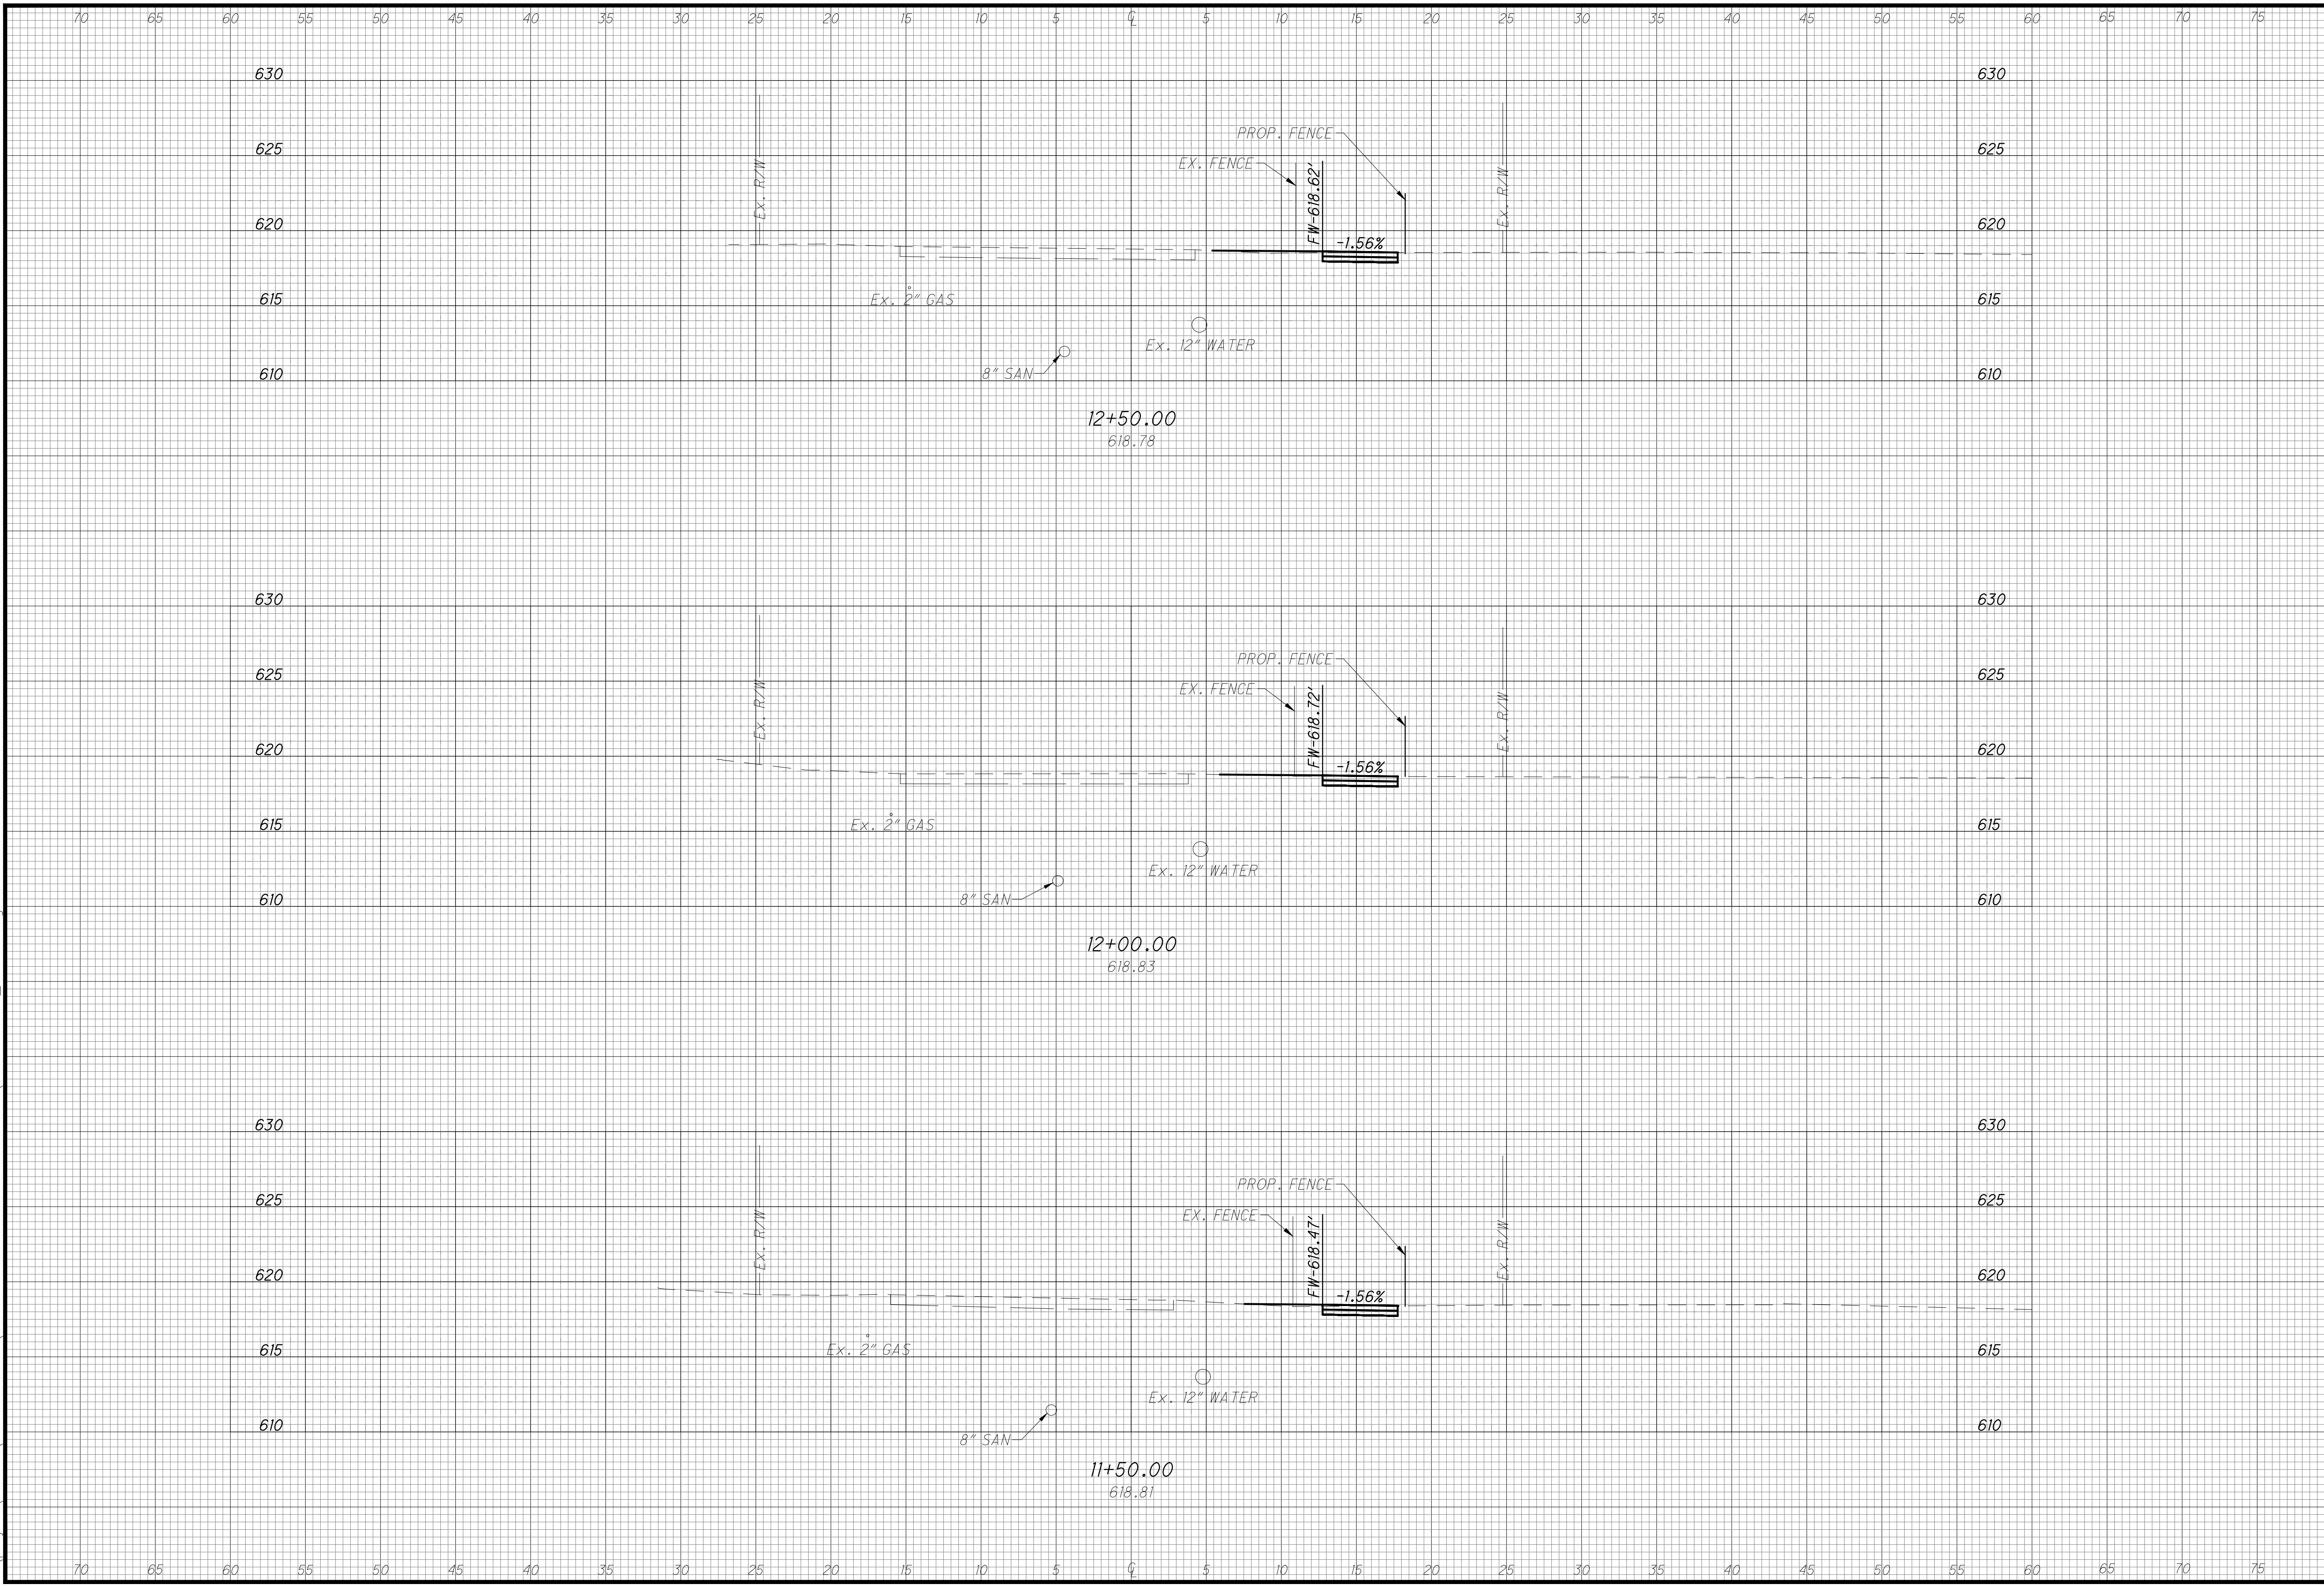 70 65 60 55 50 45 40 35 30 25 20 15 10 5 CL 5 10 15 20 25 30 35 40 45 50 55 60 65 70 75
630 630
PROP. FENCE
625 625
EX. FENCE
Ex. R/W
FW-618.62'
Ex. R/W
620 620
-1.56%
615 615
Ex. 2" GAS
Ex. 12" WATER
8" SAN
610 610
12+50.00
618.78
630 630
PROP. FENCE
625 625
EX. FENCE
Ex. R/W
FW-618.72'
Ex. R/W
620 620
-1.56%
615 615
Ex. 2" GAS
Ex. 12" WATER
8" SAN
610 610
12+00.00
618.83
630 630
625 625
PROP. FENCE
EX. FENCE
Ex. R/W
FW-618.47'
Ex. R/W
620 620
-1.56%
615 615
Ex. 2" GAS
Ex. 12" WATER
610 610
8" SAN
11+50.00
618.81
70 65 60 55 50 45 40 35 30 25 20 15 10 5 CL 5 10 15 20 25 30 35 40 45 50 55 60 65 70 75